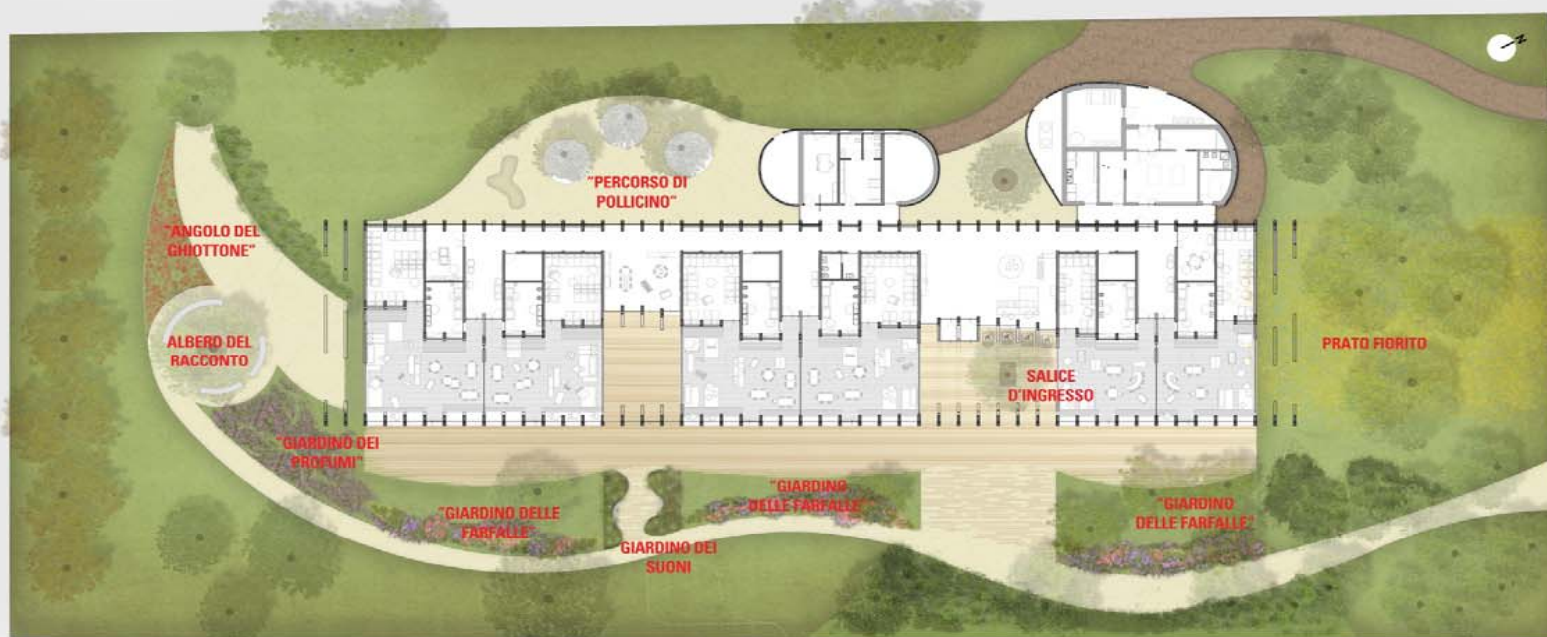 N
"PERCORSO DI
POLLICINO"
"ANGOLO DEL
GHIOTTONE"
ALBERO DEL
RACCONTO
PRATO FIORITO
SALICE
D'INGRESSO
"GIARDINO DEI
PROFUMI"
"GIARDINO DELLE
FARFALLE"
"GIARDINO
DELLE FARFALLE"
"GIARDINO
DELLE FARFALLE"
GIARDINO DEI
SUONI